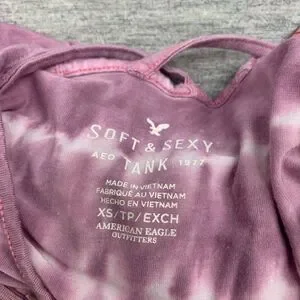 SOFT & SEXY
AEO TANK 1977
MADE IN VIETNAM
FABRIQUÉ AU VIETNAM
HECHO EN VIETNAM
XS/TP/EXCH
AMERICAN EAGLE
OUTFITTERS